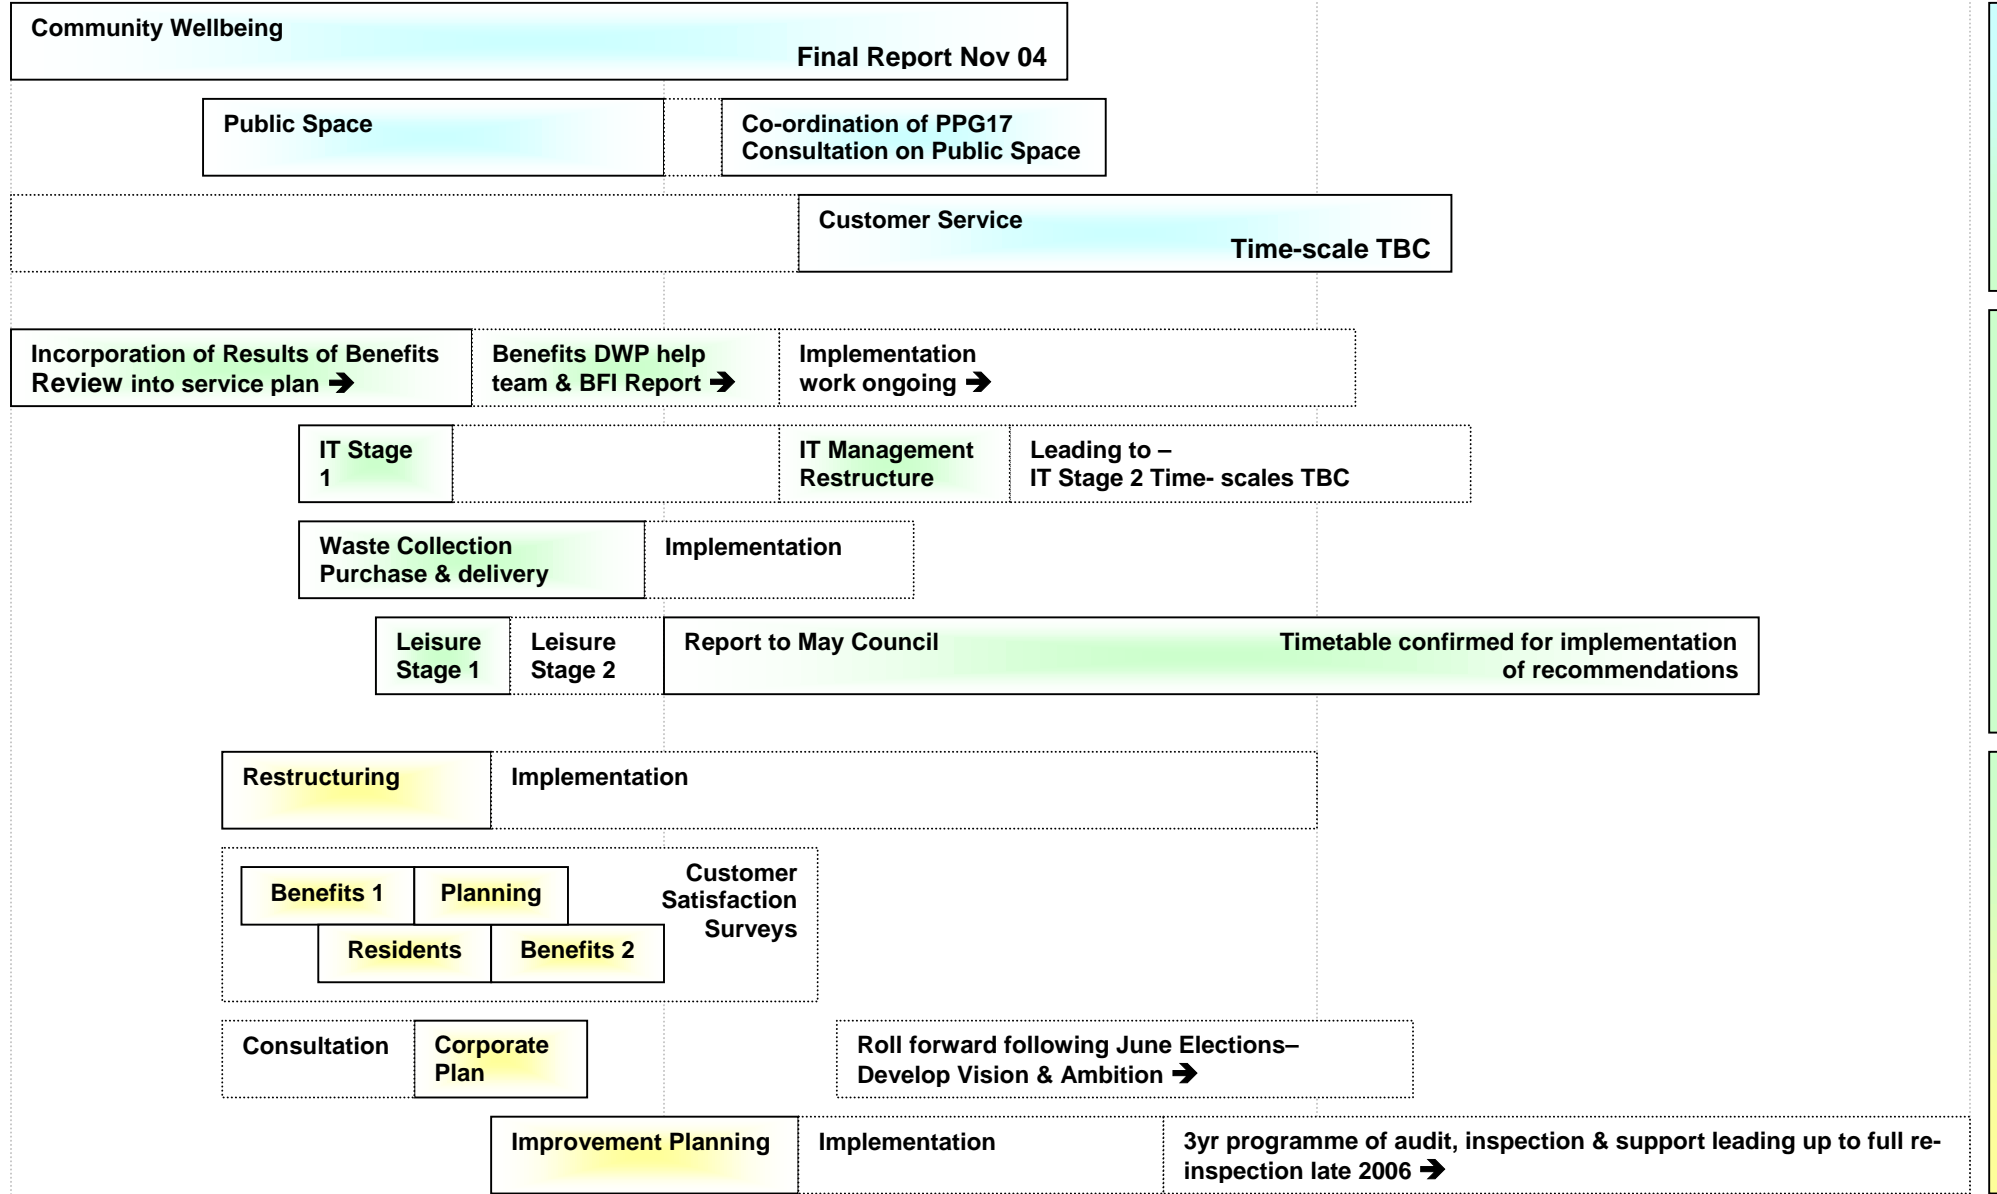 Community Wellbeing
Final Report Nov 04
Public Space
Co-ordination of PPG17
Consultation on Public Space
Customer Service
Time-scale TBC
Incorporation of Results of Benefits
Review into service plan ➔
Benefits DWP help
team & BFI Report ➔
Implementation
work ongoing ➔
IT Stage
1
IT Management
Restructure
Leading to –
IT Stage 2 Time- scales TBC
Waste Collection
Purchase & delivery
Implementation
Leisure
Stage 1
Leisure
Stage 2
Report to May Council
Timetable confirmed for implementation
of recommendations
Restructuring
Implementation
Customer
Satisfaction
Surveys
Benefits 1
Planning
Residents
Benefits 2
Consultation
Corporate
Plan
Roll forward following June Elections–
Develop Vision & Ambition ➔
Improvement Planning
Implementation
3yr programme of audit, inspection & support leading up to full re-
inspection late 2006 ➔